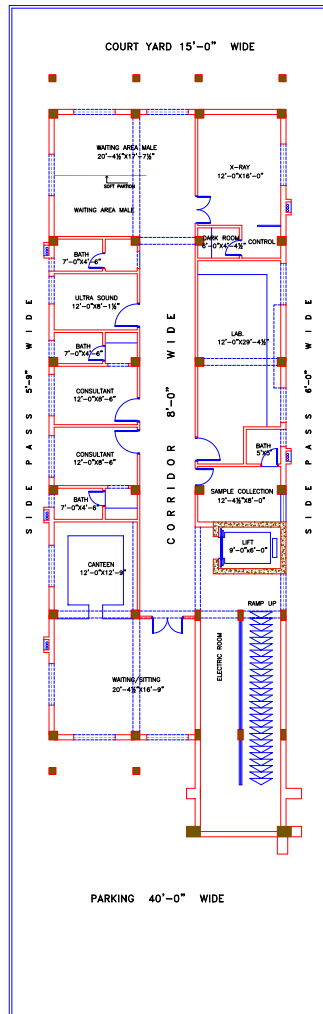 COURT YARD 15'-0" WIDE
WAITING AREA MALE
20'-4½"X17'-7½"
SOFT PARTION
WAITING AREA MALE
X-RAY
12'-0"X16'-0"
DARK ROOM
6'-0"X4'-4½"
CONTROL
BATH
7'-0"X4'-6"
ULTRA SOUND
12'-0"X8'-1½"
BATH
7'-0"X4'-6"
LAB.
12'-0"X29'-4½"
CONSULTANT
12'-0"X8'-6"
CONSULTANT
12'-0"X8'-6"
BATH
5'X5'
BATH
7'-0"X4'-6"
SAMPLE COLLECTION
12'-4½"X8'-0"
SIDE PASS 5'-9" WIDE
CORRIDOR 8'-0" WIDE
SIDE PASS 6'-0" WIDE
LIFT
9'-0"x6'-0"
CANTEEN
12'-0"X12'-9"
RAMP UP
ELECTRIC ROOM
WAITING/SITTING
20'-4½"X16'-9"
PARKING 40'-0" WIDE